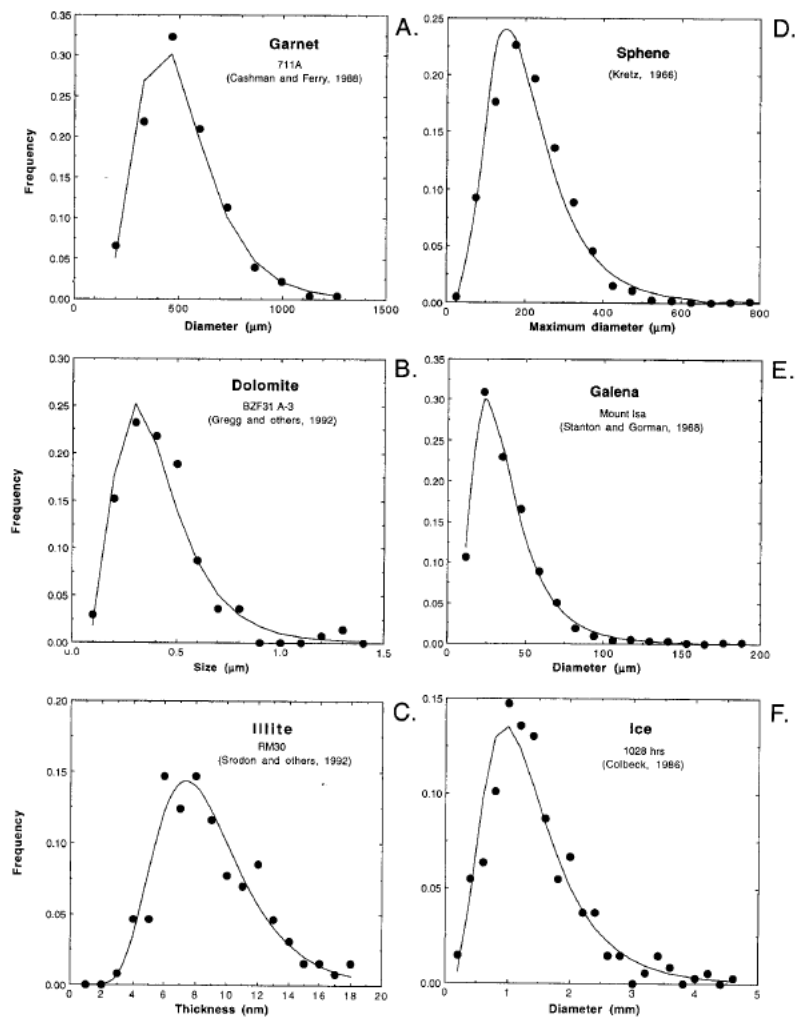 A.
Garnet
711A
(Cashman and Ferry, 1988)
Frequency
0.35
0.30
0.25
0.20
0.15
0.10
0.05
0.00
0 500 1000 1500
Diameter (μm)
D.
Sphene
(Kretz, 1966)
0.25
0.20
0.15
0.10
0.05
0.00
0 200 400 600 800
Maximum diameter (μm)
B.
Dolomite
BZF31 A-3
(Gregg and others, 1992)
Frequency
0.30
0.25
0.20
0.15
0.10
0.05
0.00
0.0 0.5 1.0 1.5
Size (μm)
E.
Galena
Mount Isa
(Stanton and Gorman, 1968)
0.35
0.30
0.25
0.20
0.15
0.10
0.05
0.00
0 50 100 150 200
Diameter (μm)
C.
Illite
RM30
(Srodon and others, 1992)
Frequency
0.20
0.15
0.10
0.05
0.00
0 2 4 6 8 10 12 14 16 18 20
Thickness (nm)
F.
Ice
1028 hrs
(Colbeck, 1986)
0.15
0.10
0.05
0.00
0 1 2 3 4 5
Diameter (mm)